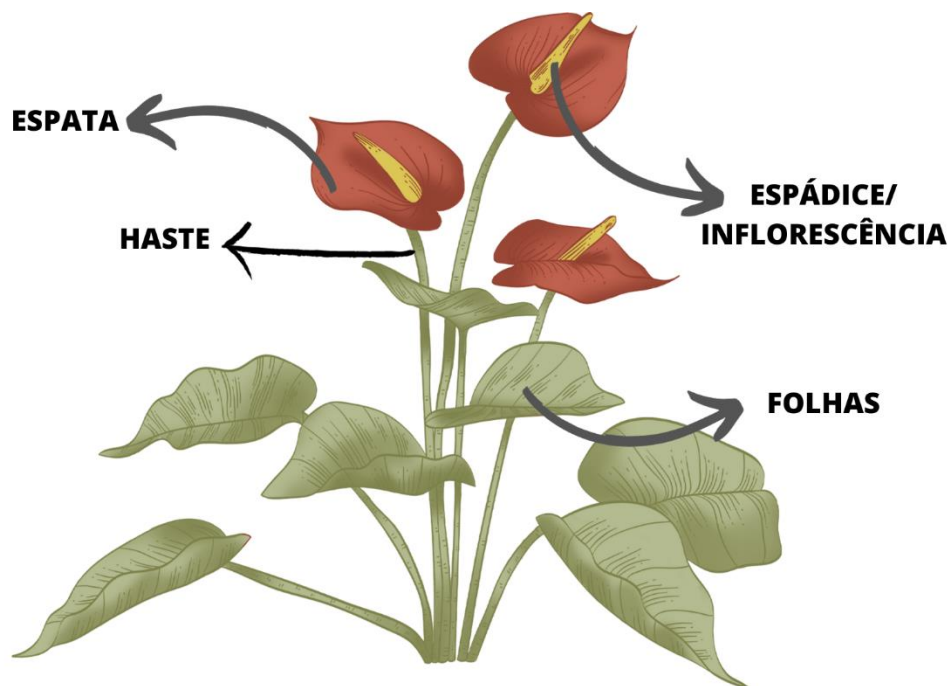 ESPATA
HASTE
ESPÁDICE/
INFLORESCÊNCIA
FOLHAS